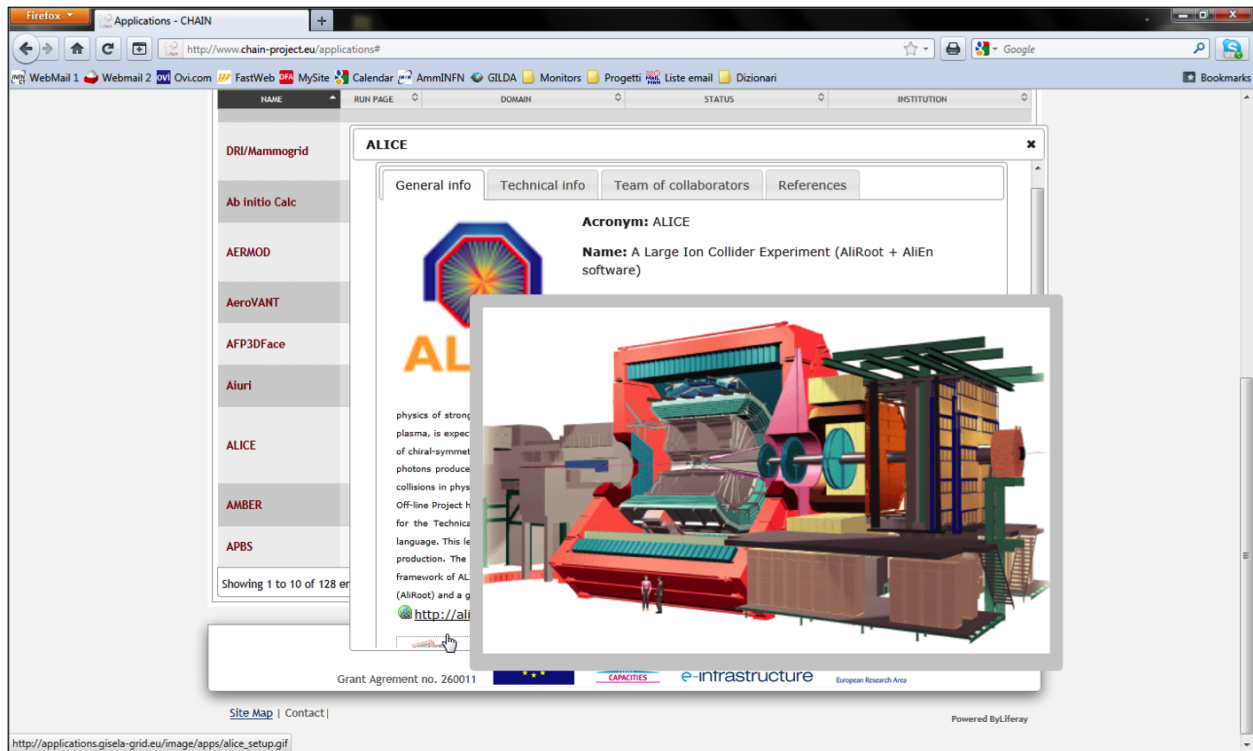 Firefox
Applications - CHAIN
http://www.chain-project.eu/applications#
Google
WebMail 1 Webmail 2 Ovi.com FastWeb MySite Calendar AmmINFN GILDA Monitors Progetti Liste email Dizionari
Bookmarks
NAME RUN PAGE DOMAIN STATUS INSTITUTION
DRI/Mammogrid
Ab initio Calc
AERMOD
AeroVANT
AFP3DFace
Aiuri
ALICE
AMBER
APBS
Showing 1 to 10 of 128 er
ALICE
General info Technical info Team of collaborators References
Acronym: ALICE
Name: A Large Ion Collider Experiment (AliRoot + AliEn
software)
AL
physics of strong
plasma, is expec
of chiral-symmet
photons produce
collisions in phys
Off-line Project h
for the Technica
language. This le
production. The
framework of AL
(AliRoot) and a g
http://ali
Grant Agrement no. 260011
CAPACITIES
e-infrastructure
European Research Area
Site Map | Contact|
Powered ByLiferay
http://applications.gisela-grid.eu/image/apps/alice_setup.gif